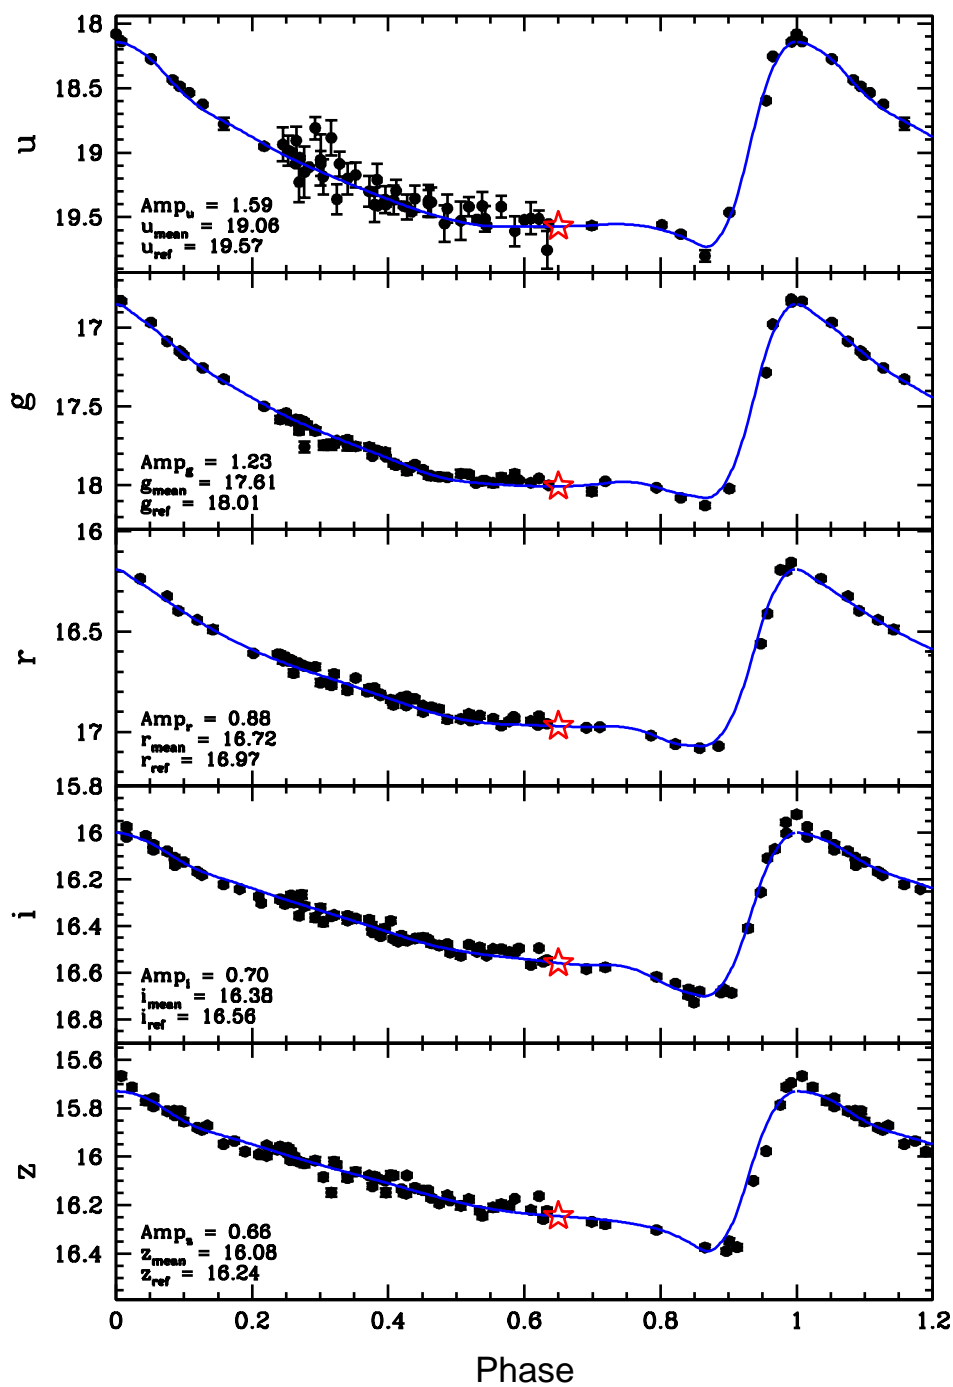 18
18.5
19
19.5
u
Amp_u = 1.59
u_mean = 19.06
u_ref = 19.57
17
17.5
18
g
Amp_g = 1.23
g_mean = 17.61
g_ref = 18.01
16
16.5
17
r
Amp_r = 0.88
r_mean = 16.72
r_ref = 16.97
15.8
16
16.2
16.4
16.6
16.8
i
Amp_i = 0.70
i_mean = 16.38
i_ref = 16.56
15.6
15.8
16
16.2
16.4
z
Amp_z = 0.66
z_mean = 16.08
z_ref = 16.24
0 0.2 0.4 0.6 0.8 1 1.2
Phase